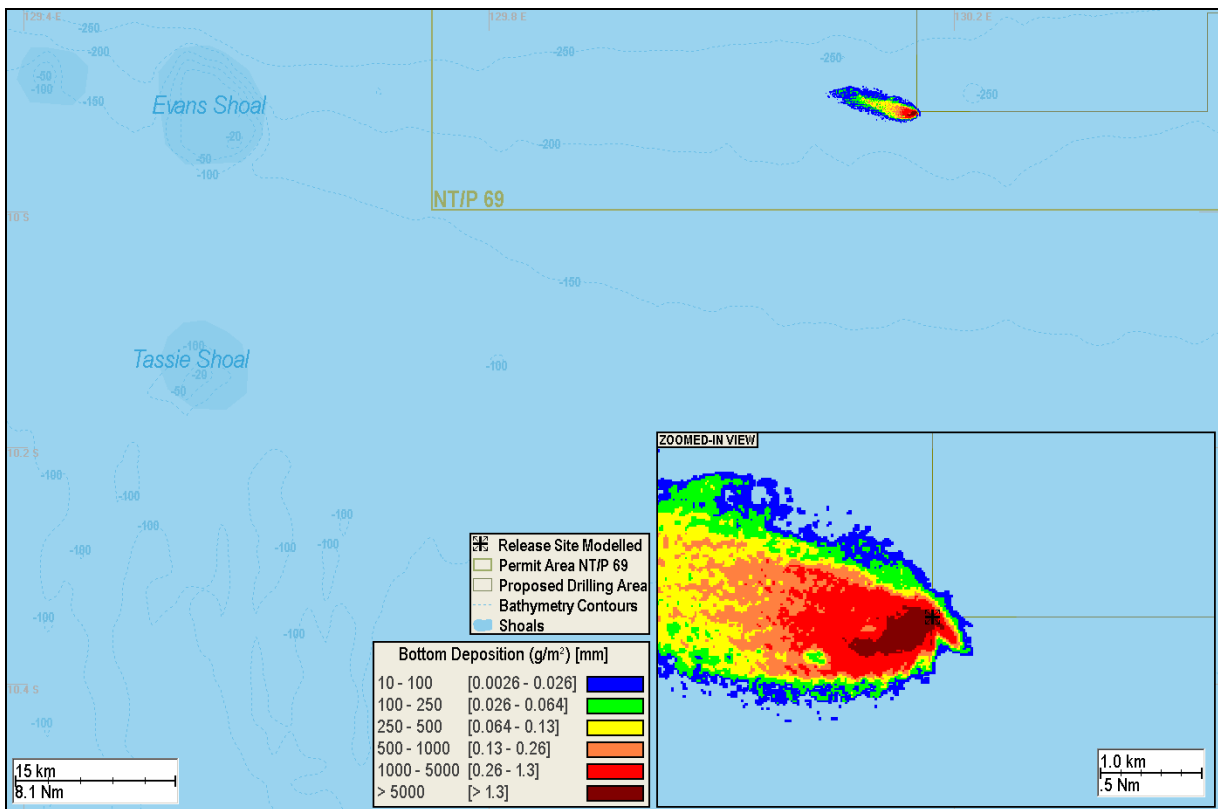 129.4 E
129.8 E
130.2 E
-250
-200
-50
-100
-150
Evans Shoal
-20
-50
-100
-250
-250
-250
-200
NT/P 69
10 S
-150
-100
Tassie Shoal
-20
-50
-100
10.2 S
-100
-100
-100
-100
-100
-100
-100
-100
-100
10.4 S
-100
ZOOMED-IN VIEW
Release Site Modelled
Permit Area NT/P 69
Proposed Drilling Area
Bathymetry Contours
Shoals
Bottom Deposition (g/m²) [mm]
10 - 100 [0.0026 - 0.026]
100 - 250 [0.026 - 0.064]
250 - 500 [0.064 - 0.13]
500 - 1000 [0.13 - 0.26]
1000 - 5000 [0.26 - 1.3]
> 5000 [> 1.3]
15 km
8.1 Nm
1.0 km
.5 Nm